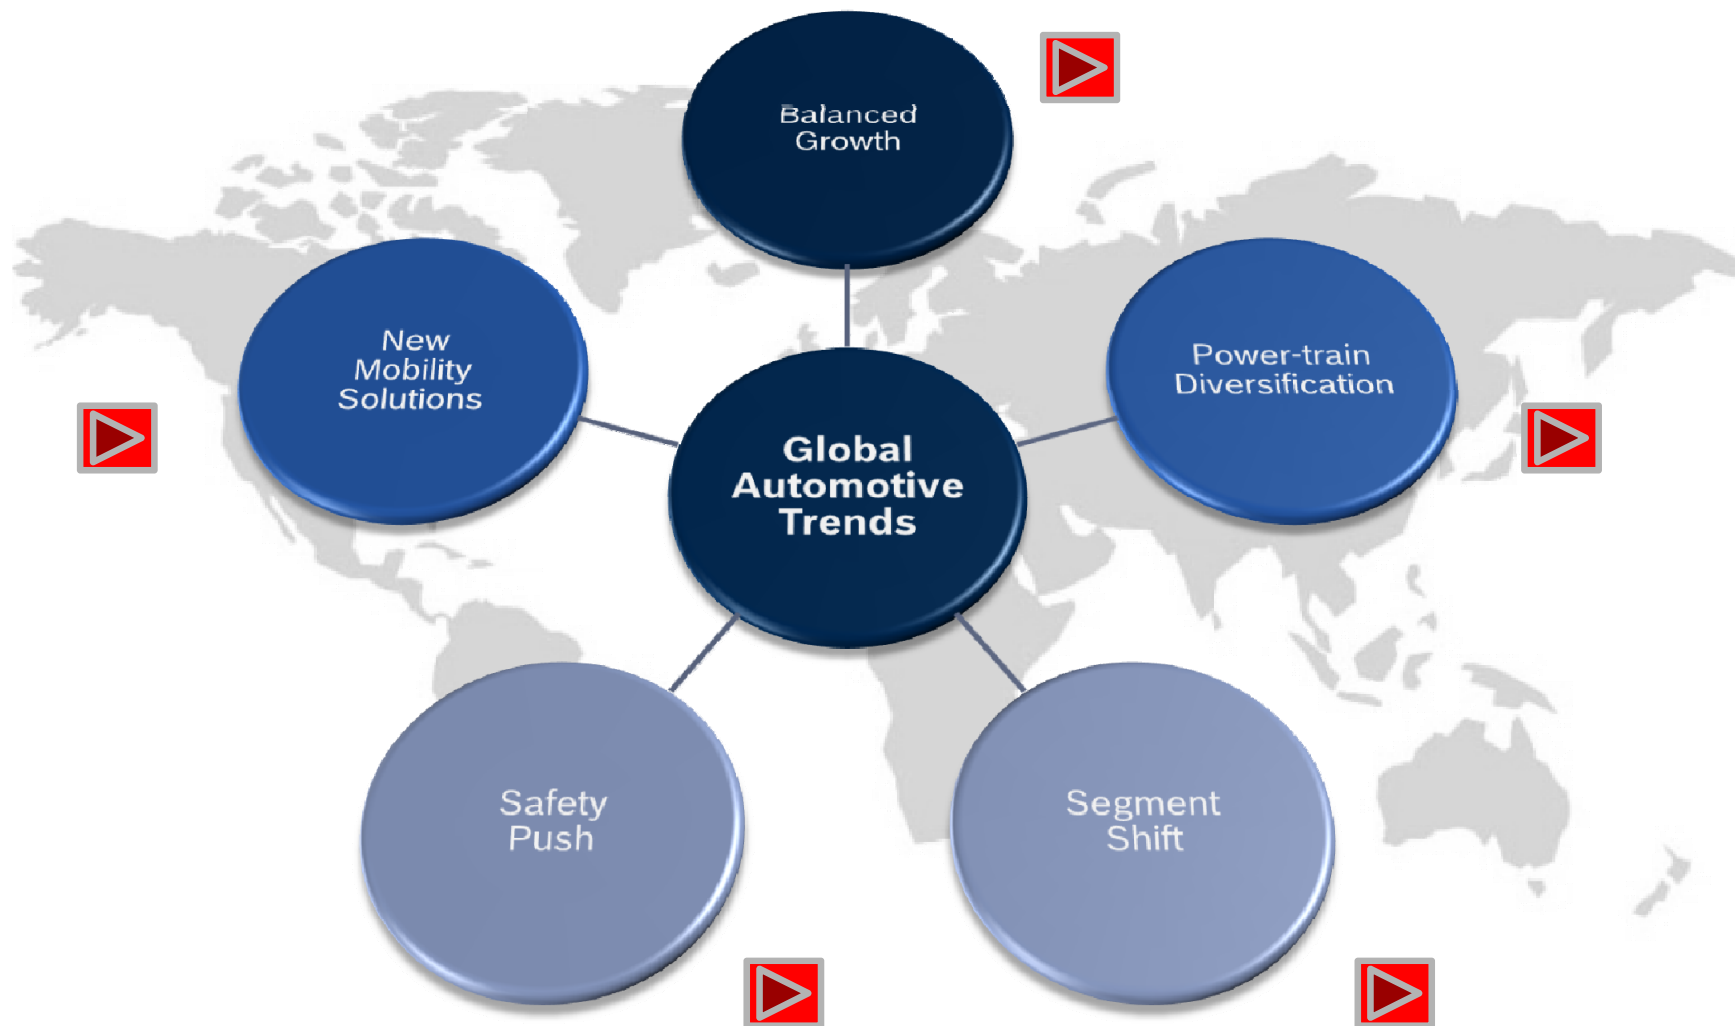 Balanced
Growth
New
Mobility
Solutions
Power-train
Diversification
Global
Automotive
Trends
Safety
Push
Segment
Shift